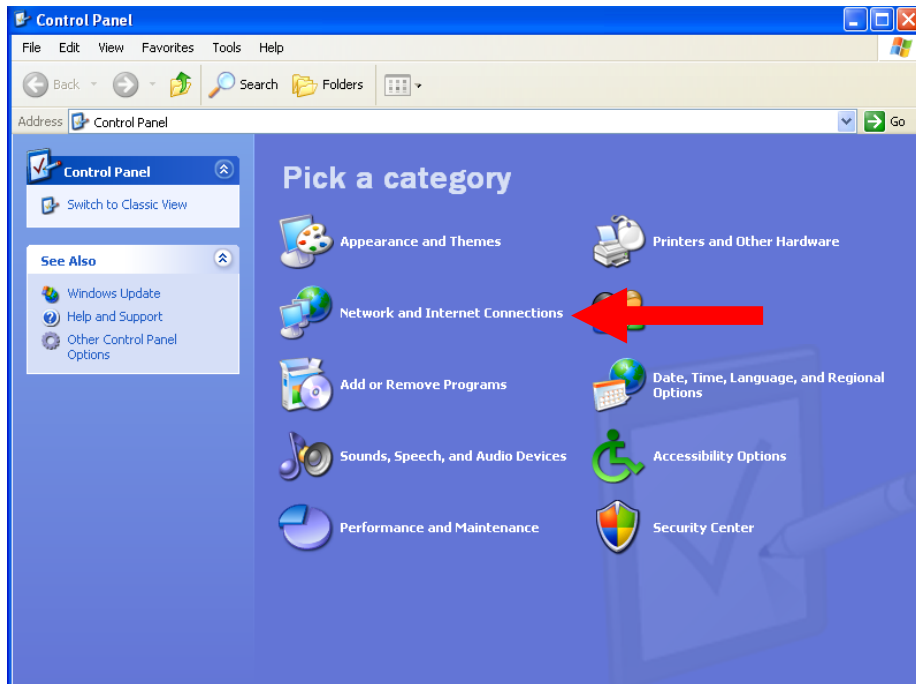 Control Panel
File Edit View Favorites Tools Help
Back Search Folders
Address Control Panel Go
Control Panel
Switch to Classic View
See Also
Windows Update
Help and Support
Other Control Panel
Options
Pick a category
Appearance and Themes
Printers and Other Hardware
Network and Internet Connections
Add or Remove Programs
Date, Time, Language, and Regional
Options
Sounds, Speech, and Audio Devices
Accessibility Options
Performance and Maintenance
Security Center